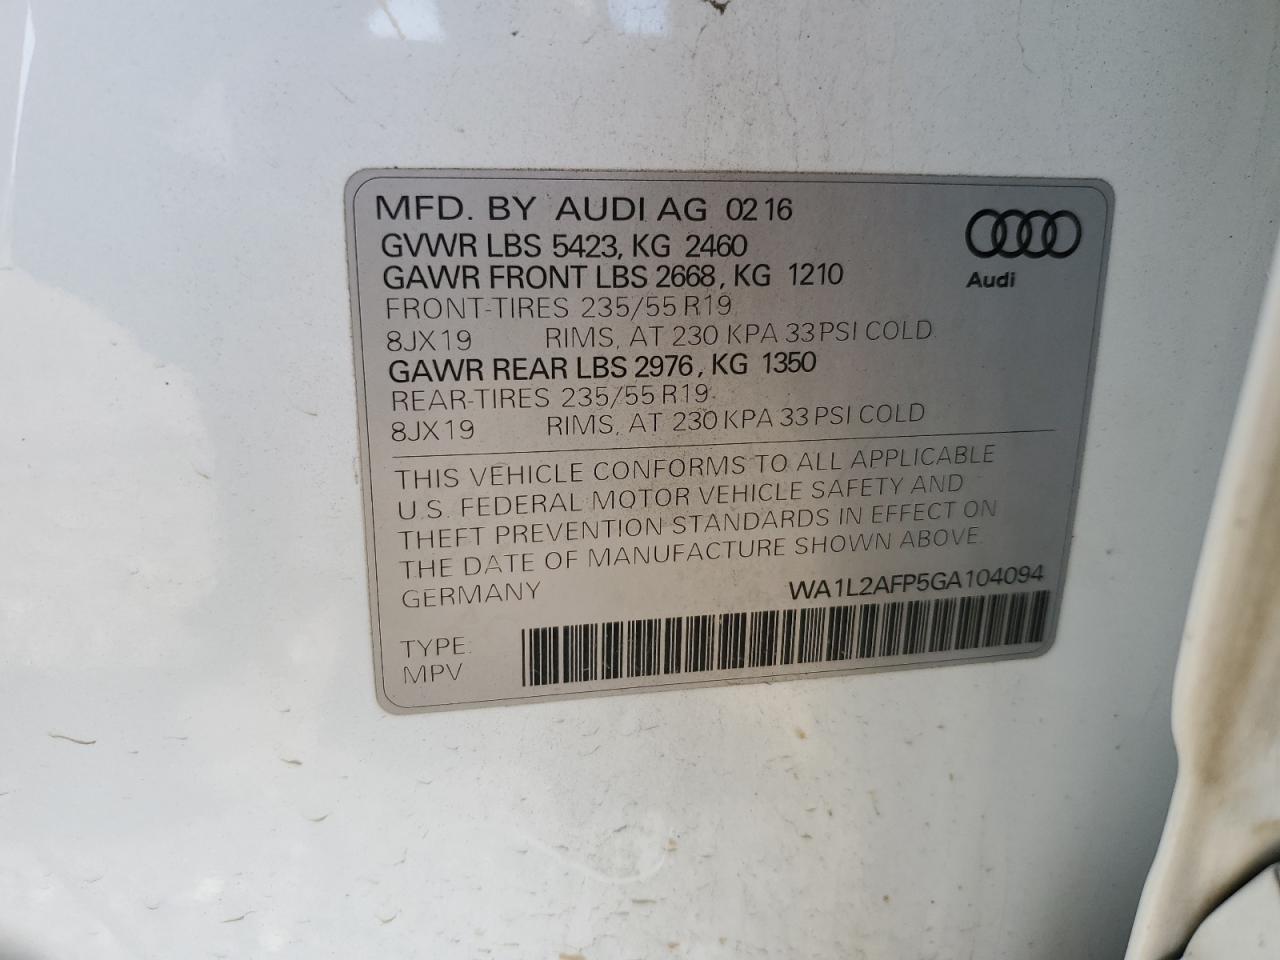 MFD. BY AUDI AG 02 16
GVWR LBS 5423, KG 2460
GAWR FRONT LBS 2668, KG 1210
FRONT-TIRES 235/55 R19
8JX19 RIMS, AT 230 KPA 33 PSI COLD
GAWR REAR LBS 2976, KG 1350
REAR-TIRES 235/55 R19
8JX19 RIMS, AT 230 KPA 33 PSI COLD
Audi
THIS VEHICLE CONFORMS TO ALL APPLICABLE
U.S. FEDERAL MOTOR VEHICLE SAFETY AND
THEFT PREVENTION STANDARDS IN EFFECT ON
THE DATE OF MANUFACTURE SHOWN ABOVE.
GERMANY WA1L2AFP5GA104094
TYPE:
MPV